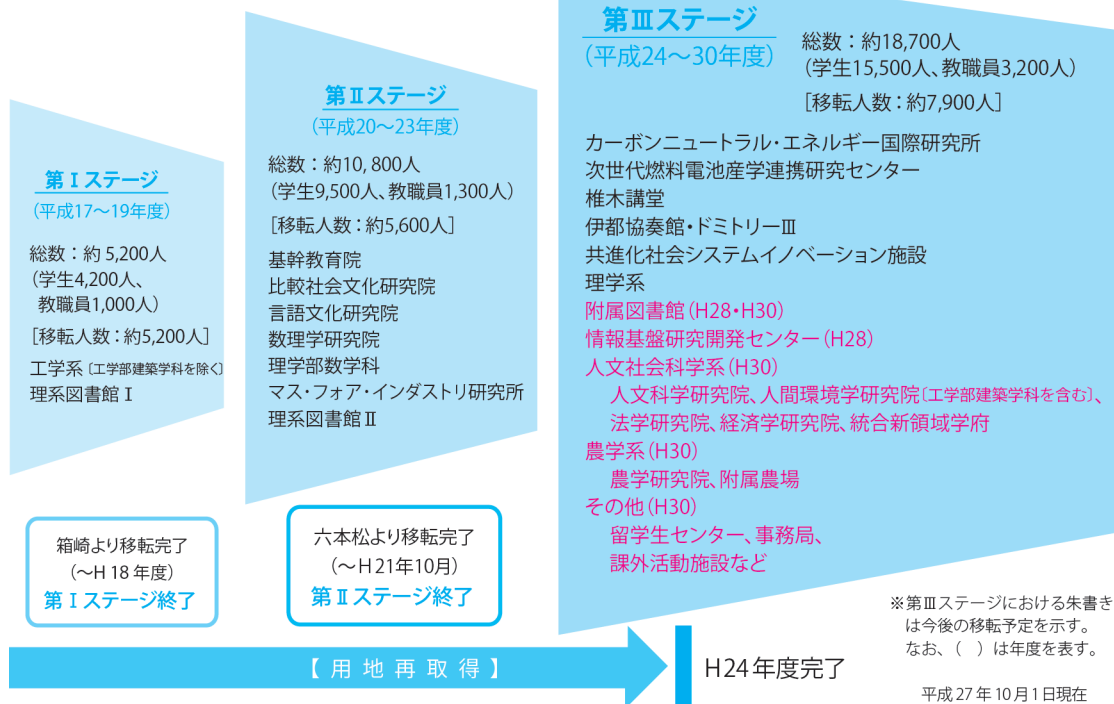 第Ⅰステージ
(平成17～19年度)
総数：約 5,200人
(学生4,200人、
教職員1,000人)
[移転人数：約5,200人]
工学系〔工学部建築学科を除く〕
理系図書館Ⅰ
箱崎より移転完了
(～H 18 年度)
第Ⅰステージ終了
第Ⅱステージ
(平成20～23年度)
総数：約10,800人
(学生9,500人、教職員1,300人)
[移転人数：約5,600人]
基幹教育院
比較社会文化研究院
言語文化研究院
数理学研究院
理学部数学科
マス・フォア・インダストリ研究所
理系図書館Ⅱ
六本松より移転完了
(～H21年10月)
第Ⅱステージ終了
第Ⅲステージ
(平成24～30年度)
総数：約18,700人
(学生15,500人、教職員3,200人)
[移転人数：約7,900人]
カーボンニュートラル・エネルギー国際研究所
次世代燃料電池産学連携研究センター
椎木講堂
伊都協奏館・ドミトリーⅢ
共進化社会システムイノベーション施設
理学系
附属図書館(H28・H30)
情報基盤研究開発センター(H28)
人文社会科学系(H30)
人文科学研究院、人間環境学研究院〔工学部建築学科を含む〕、
法学研究院、経済学研究院、統合新領域学府
農学系(H30)
農学研究院、附属農場
その他(H30)
留学生センター、事務局、
課外活動施設など
【用地再取得】
H24年度完了
※第Ⅲステージにおける朱書き
は今後の移転予定を示す。
なお、(　)は年度を表す。
平成27年10月1日現在